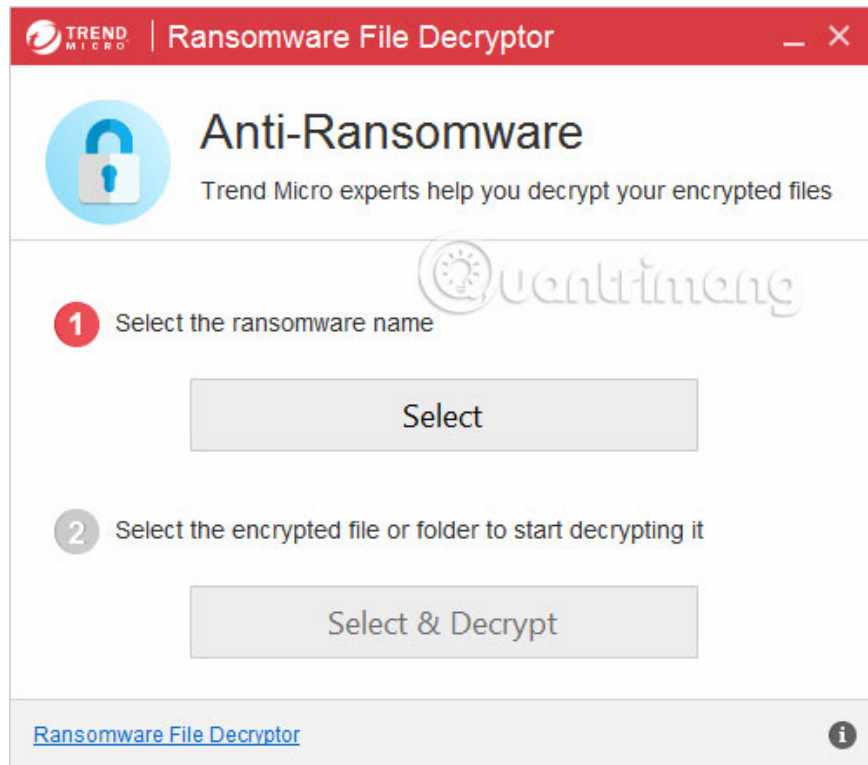 TREND MICRO | Ransomware File Decryptor
Anti-Ransomware
Trend Micro experts help you decrypt your encrypted files
Quantrimang
1 Select the ransomware name
Select
2 Select the encrypted file or folder to start decrypting it
Select & Decrypt
Ransomware File Decryptor